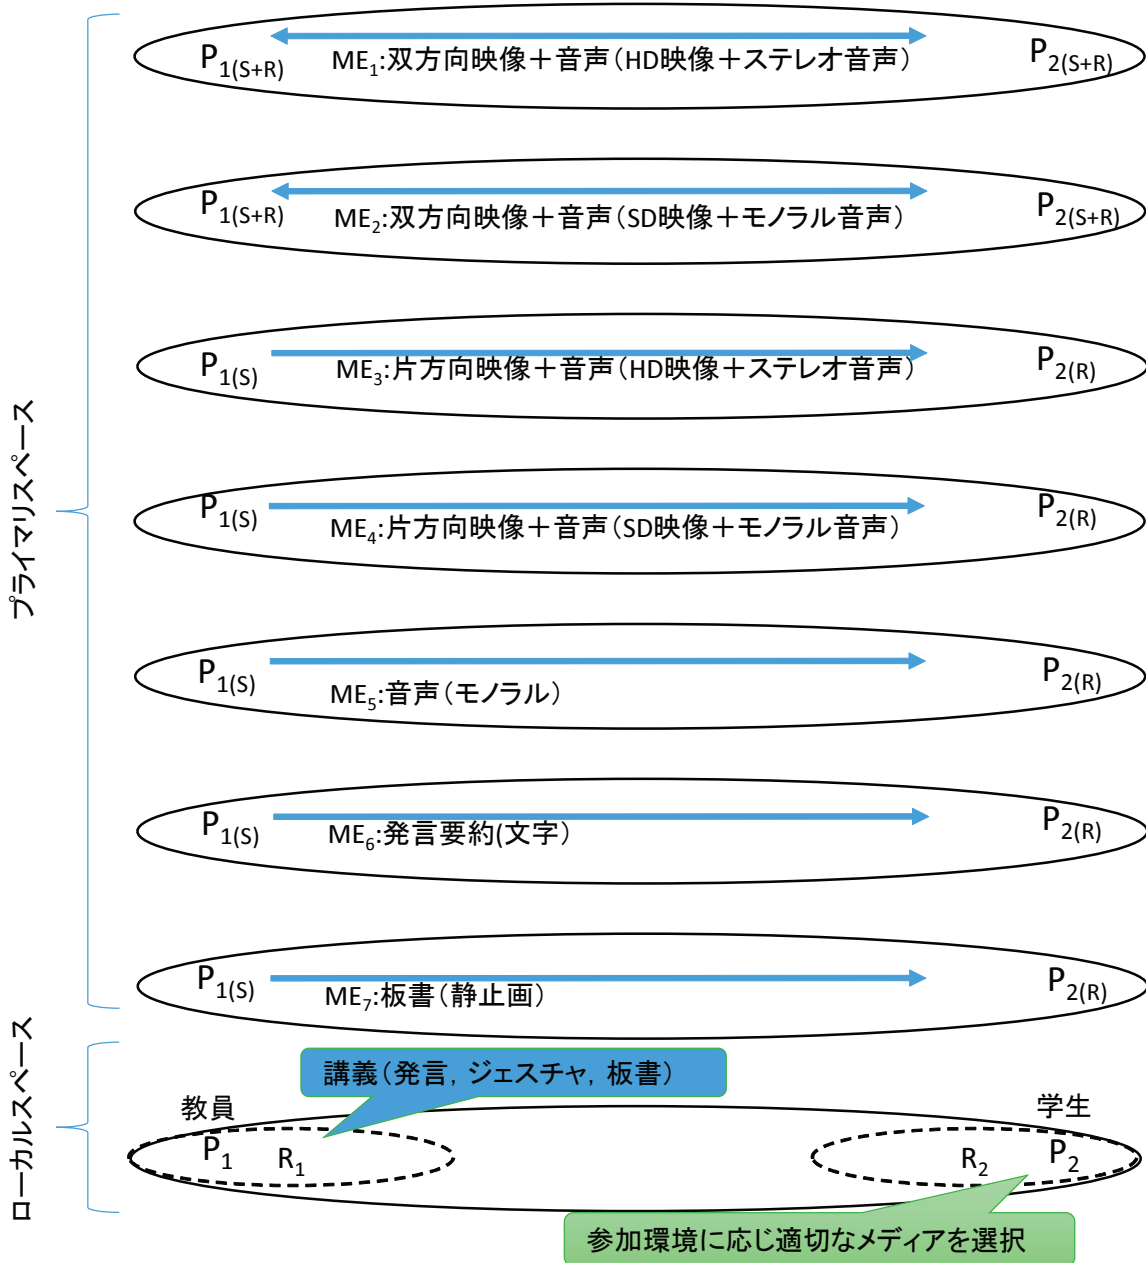 P1(S+R)
ME1:双方向映像＋音声（HD映像＋ステレオ音声）
P2(S+R)
P1(S+R)
ME2:双方向映像＋音声（SD映像＋モノラル音声）
P2(S+R)
P1(S)
ME3:片方向映像＋音声（HD映像＋ステレオ音声）
P2(R)
プライマリスペース
P1(S)
ME4:片方向映像＋音声（SD映像＋モノラル音声）
P2(R)
P1(S)
ME5:音声（モノラル）
P2(R)
P1(S)
ME6:発言要約(文字）
P2(R)
P1(S)
ME7:板書（静止画）
P2(R)
ローカルスペース
講義（発言，ジェスチャ，板書）
教員
学生
P1
R1
R2
P2
参加環境に応じ適切なメディアを選択